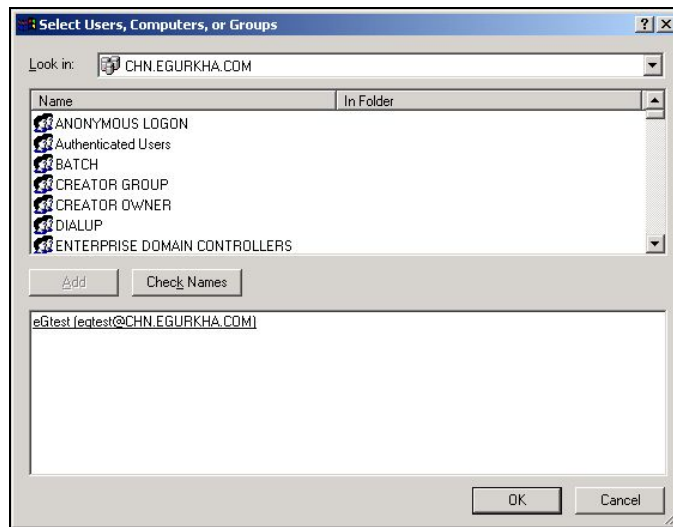 Select Users, Computers, or Groups
Look in: CHN.EGURKHA.COM
Name In Folder
ANONYMOUS LOGON
Authenticated Users
BATCH
CREATOR GROUP
CREATOR OWNER
DIALUP
ENTERPRISE DOMAIN CONTROLLERS
Add Check Names
eGtest (eqtest@CHN.EGURKHA.COM)
OK Cancel